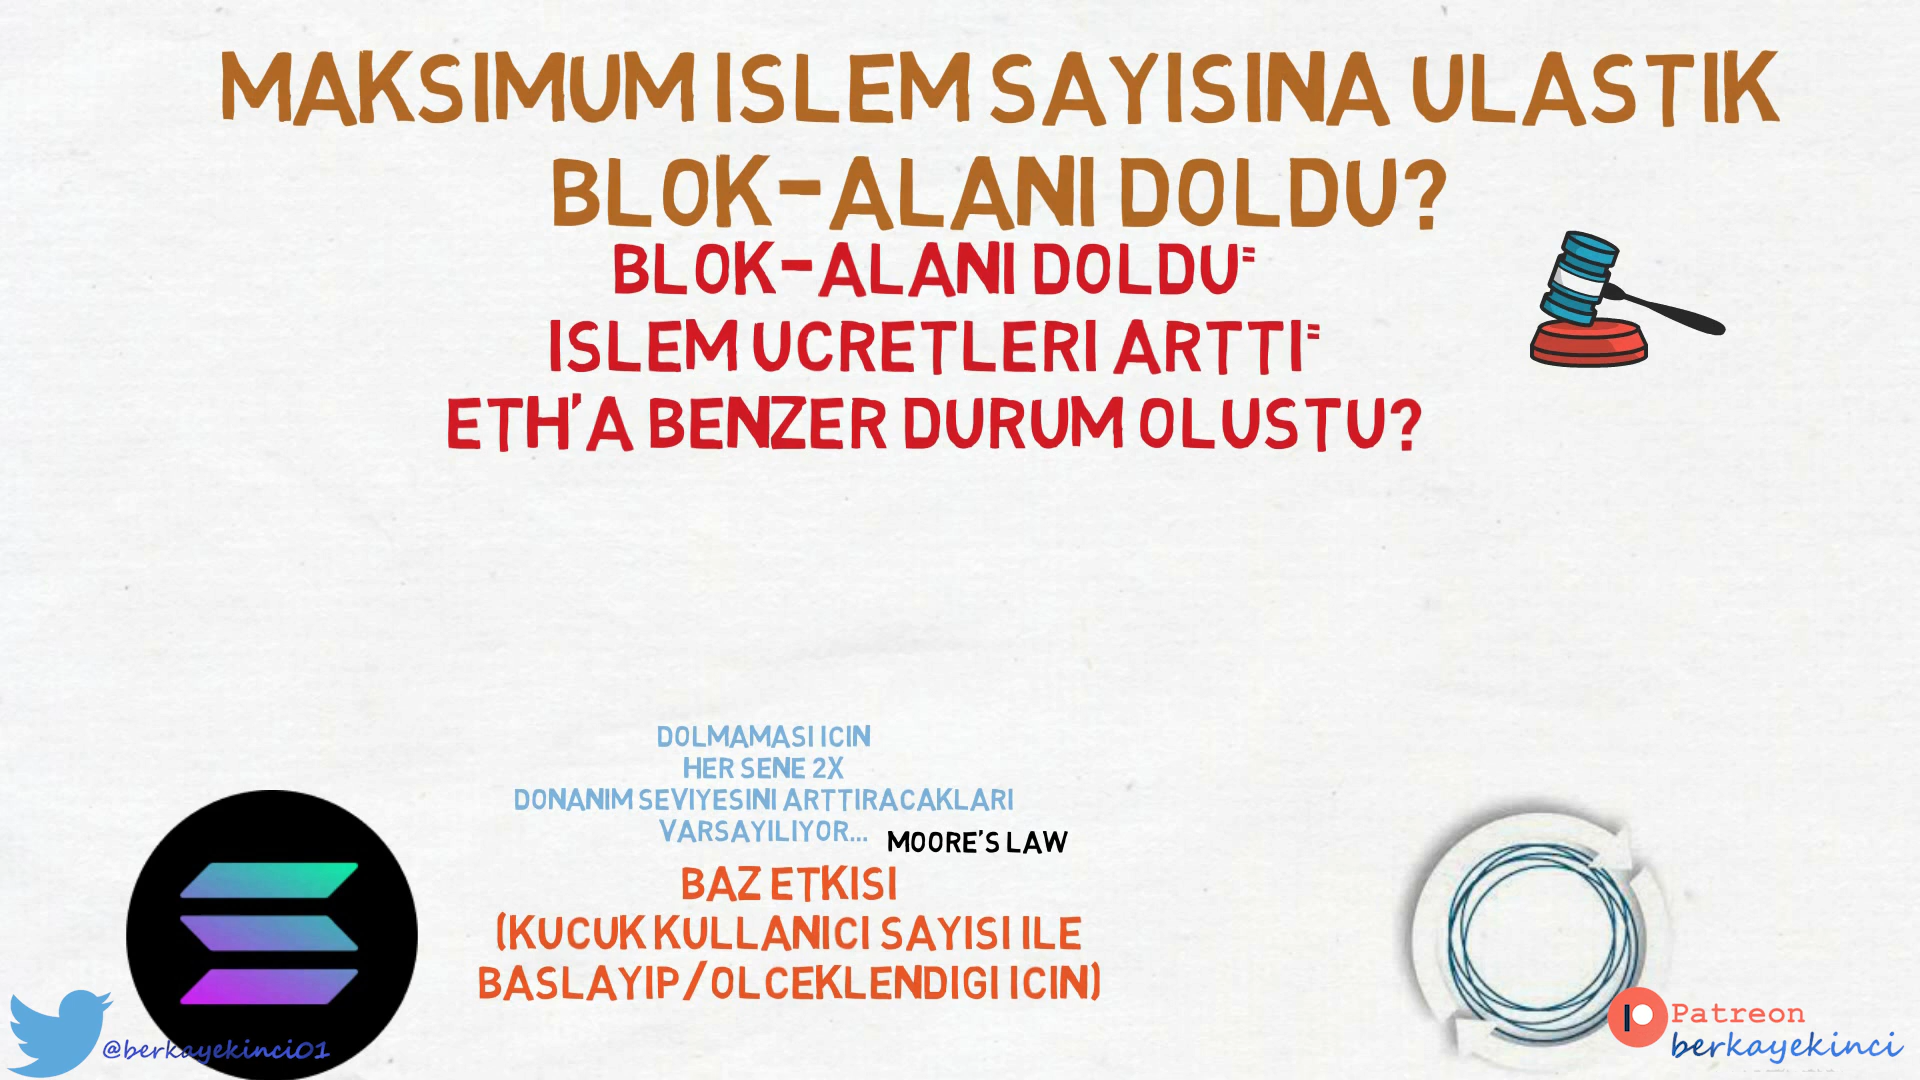 MAKSIMUM ISLEM SAYISINA ULASTIK
BLOK-ALANI DOLDU?
BLOK-ALANI DOLDU=
ISLEM UCRETLERI ARTTI=
ETH'A BENZER DURUM OLUSTU?
DOLMAMASI ICIN
HER SENE 2X
DONANIM SEVIYESINI ARTTIRACAKLARI
VARSAYILIYOR...
MOORE'S LAW
BAZ ETKISI
(KUCUK KULLANICI SAYISI ILE
BASLAYIP/OLCEKLENDIGI ICIN)
@berkayekinci01
Patreon
berkayekinci